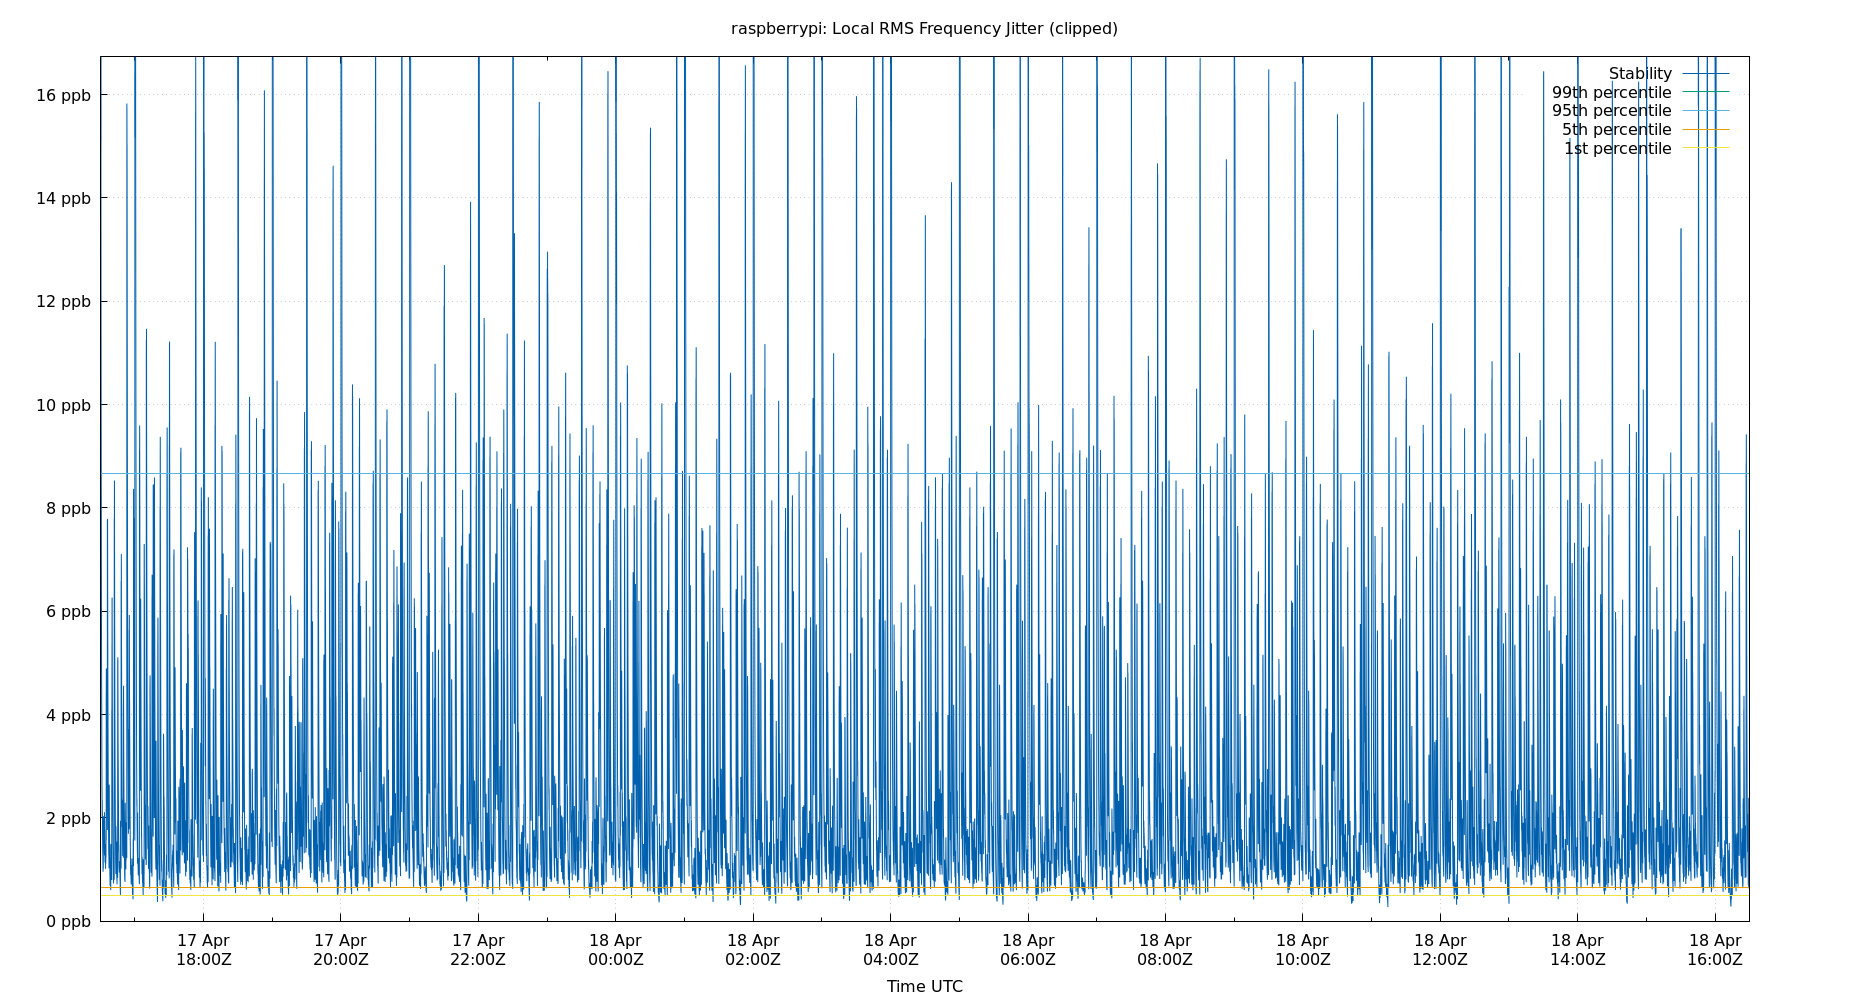 raspberrypi: Local RMS Frequency Jitter (clipped)
Stability
99th percentile
95th percentile
5th percentile
1st percentile
16 ppb
14 ppb
12 ppb
10 ppb
8 ppb
6 ppb
4 ppb
2 ppb
0 ppb
17 Apr 17 Apr 17 Apr 18 Apr 18 Apr 18 Apr 18 Apr 18 Apr 18 Apr 18 Apr 18 Apr 18 Apr
18:00Z 20:00Z 22:00Z 00:00Z 02:00Z 04:00Z 06:00Z 08:00Z 10:00Z 12:00Z 14:00Z 16:00Z
Time UTC